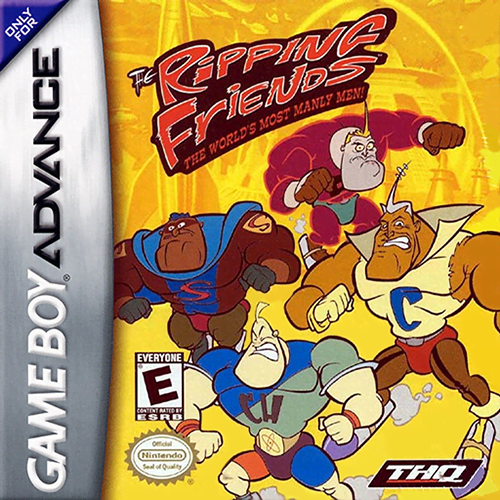 ONLY
FOR
GAME BOY ADVANCE
THE
RIPPING
FRIENDS
THE WORLD'S MOST MANLY MEN!
S
C
CH
EVERYONE
E
CONTENT RATED BY
ESRB
Official
Nintendo
Seal of Quality
THQ